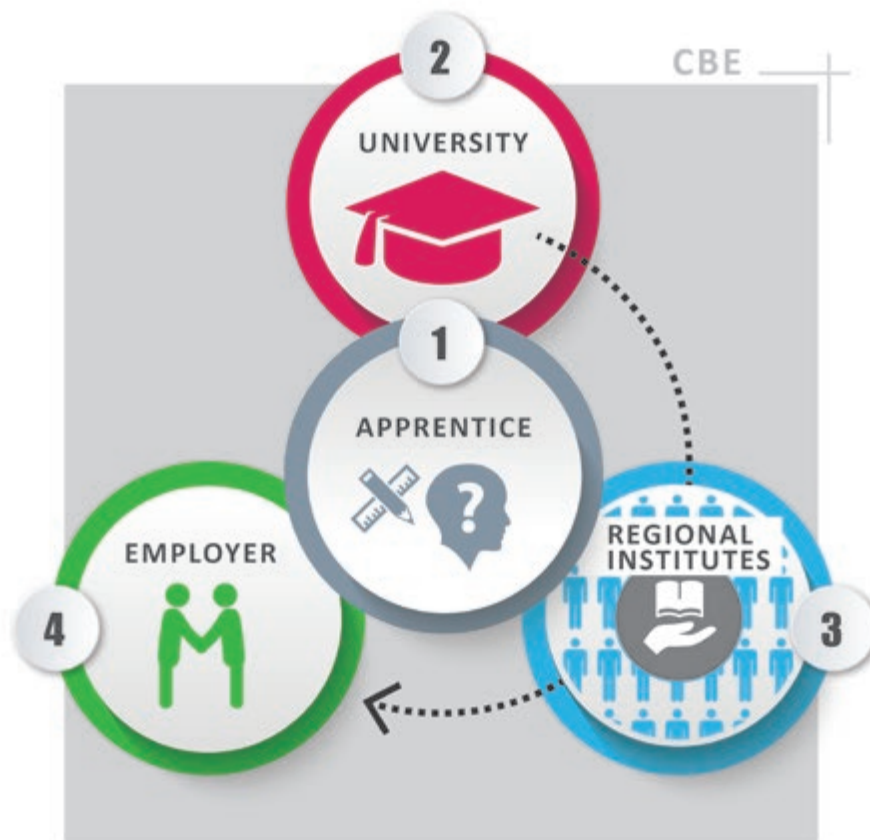 CBE
2
UNIVERSITY
1
APPRENTICE
?
EMPLOYER
4
REGIONAL
INSTITUTES
3